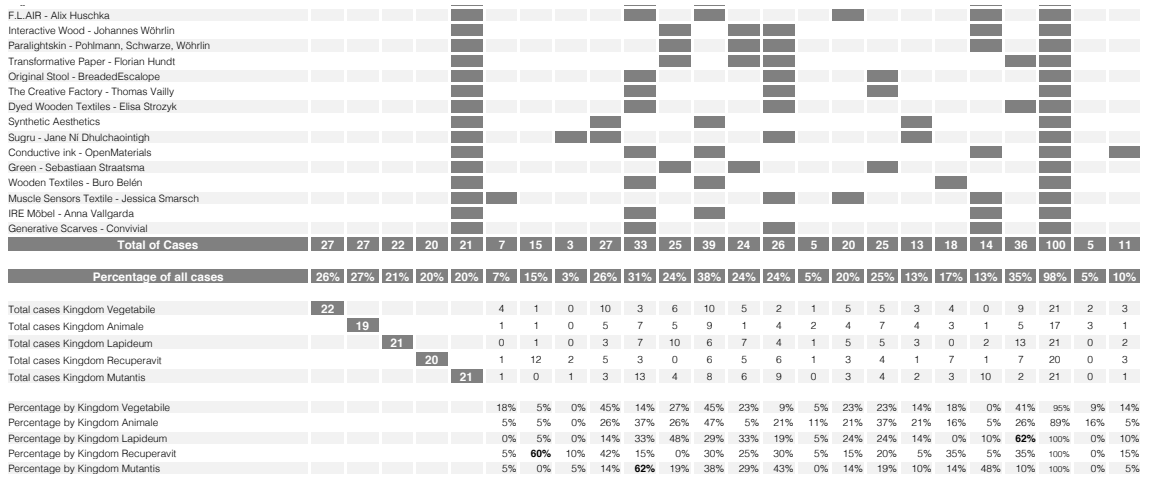 F.L.AIR - Alix Huschka
Interactive Wood - Johannes Wöhrlin
Paralightskin - Pohlmann, Schwarze, Wöhrlin
Transformative Paper - Florian Hundt
Original Stool - BreadedEscalope
The Creative Factory - Thomas Vailly
Dyed Wooden Textiles - Elisa Strozyk
Synthetic Aesthetics
Sugru - Jane Ní Dhulchaointigh
Conductive ink - OpenMaterials
Green - Sebastiaan Straatsma
Wooden Textiles - Buro Belén
Muscle Sensors Textile - Jessica Smarsch
IRE Möbel - Anna Vallgarda
Generative Scarves - Convivial
Total of Cases 27 27 22 20 21 7 15 3 27 33 25 39 24 26 5 20 25 13 18 14 36 100 5 11
Percentage of all cases 26% 27% 21% 20% 20% 7% 15% 3% 26% 31% 24% 38% 24% 24% 5% 20% 25% 13% 17% 13% 35% 98% 5% 10%
Total cases Kingdom Vegetabile 22 4 1 0 10 3 6 10 5 2 1 5 5 3 4 0 9 21 2 3
Total cases Kingdom Animale 19 1 1 0 5 7 5 9 1 4 2 4 7 4 3 1 5 17 3 1
Total cases Kingdom Lapideum 21 0 1 0 3 7 10 6 7 4 1 5 5 3 0 2 13 21 0 2
Total cases Kingdom Recuperavit 20 1 12 2 5 3 0 6 5 6 1 3 4 1 7 1 7 20 0 3
Total cases Kingdom Mutantis 21 1 0 1 3 13 4 8 6 9 0 3 4 2 3 10 2 21 0 1
Percentage by Kingdom Vegetabile 18% 5% 0% 45% 14% 27% 45% 23% 9% 5% 23% 23% 14% 18% 0% 41% 95% 9% 14%
Percentage by Kingdom Animale 5% 5% 0% 26% 37% 26% 47% 5% 21% 11% 21% 37% 21% 16% 5% 26% 89% 16% 5%
Percentage by Kingdom Lapideum 0% 5% 0% 14% 33% 48% 29% 33% 19% 5% 24% 24% 14% 0% 10% 62% 100% 0% 10%
Percentage by Kingdom Recuperavit 5% 60% 10% 42% 15% 0% 30% 25% 30% 5% 15% 20% 5% 35% 5% 35% 100% 0% 15%
Percentage by Kingdom Mutantis 5% 0% 5% 14% 62% 19% 38% 29% 43% 0% 14% 19% 10% 14% 48% 10% 100% 0% 5%